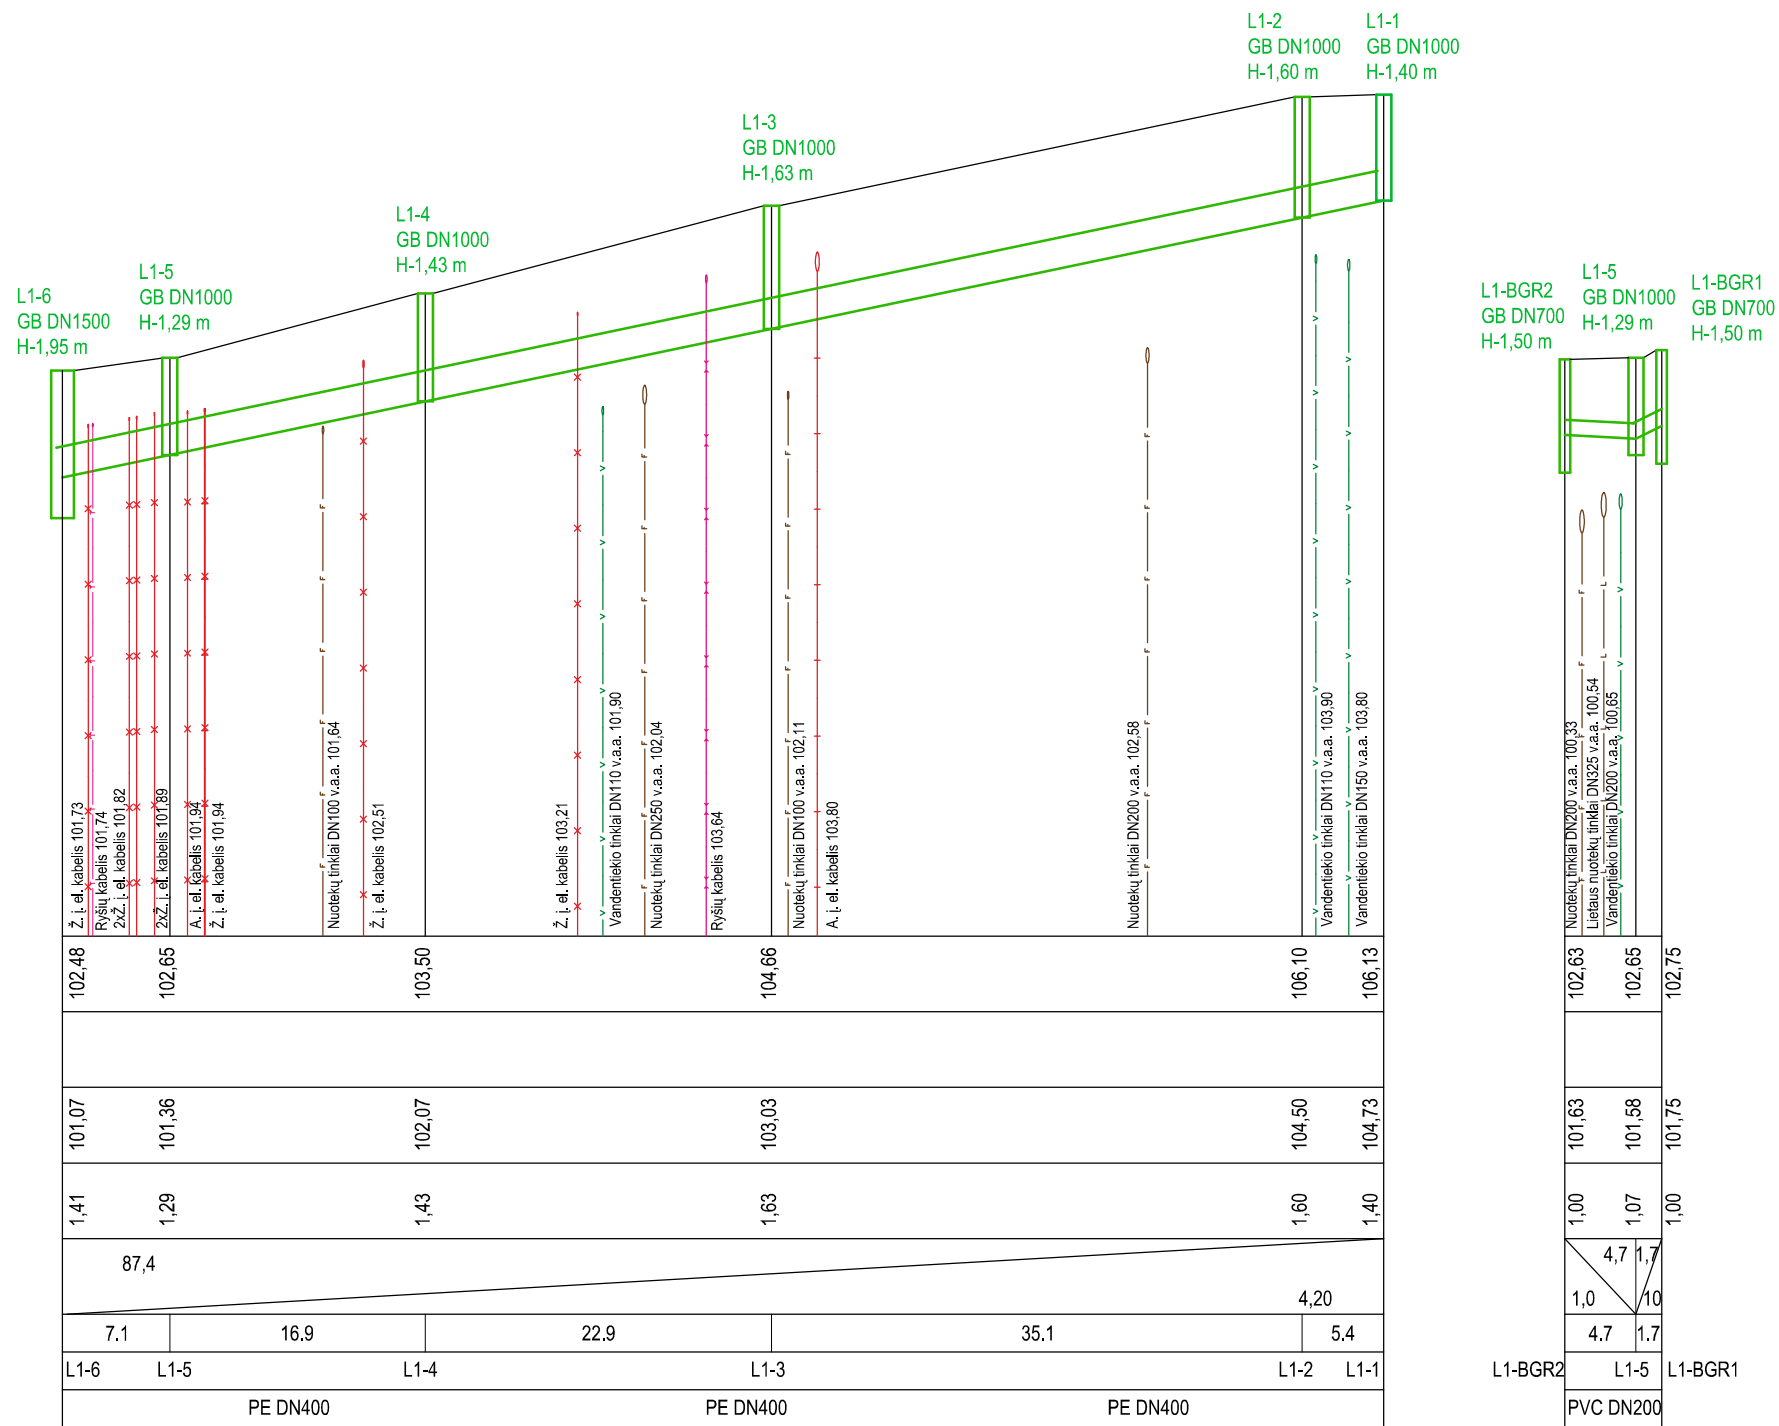 L1-2
GB DN1000
H-1,60 m
L1-1
GB DN1000
H-1,40 m
L1-3
GB DN1000
H-1,63 m
L1-4
GB DN1000
H-1,43 m
L1-5
GB DN1000
H-1,29 m
L1-6
GB DN1500
H-1,95 m
L1-BGR2
GB DN700
H-1,50 m
L1-5
GB DN1000
H-1,29 m
L1-BGR1
GB DN700
H-1,50 m
Ž. į. el. kabelis 101,73
Ryšių kabelis 101,74
2xŽ. į. el. kabelis 101,82
2xŽ. į. el. kabelis 101,89
A. į. el. kabelis 101,94
Ž. į. el. kabelis 101,94
Nuotekų tinklai DN100 v.a.a. 101,64
Ž. į. el. kabelis 102,51
Ž. į. el. kabelis 103,21
Vandentiekio tinklai DN110 v.a.a. 101,90
Nuotekų tinklai DN250 v.a.a. 102,04
Ryšių kabelis 103,64
Nuotekų tinklai DN100 v.a.a. 102,11
A. į. el. kabelis 103,80
Nuotekų tinklai DN200 v.a.a. 102,58
Vandentiekio tinklai DN110 v.a.a. 103,90
Vandentiekio tinklai DN150 v.a.a. 103,80
Nuotekų tinklai DN200 v.a.a. 100,33
Lietaus nuotekų tinklai DN325 v.a.a. 100,54
Vandentiekio tinklai DN200 v.a.a. 100,65
102,48 102,65 103,50 104,66 106,10 106,13
102,63 102,65 102,75
101,07 101,36 102,07 103,03 104,50 104,73
101,63 101,58 101,75
1,41 1,29 1,43 1,63 1,60 1,40
1,00 1,07 1,00
87,4
4,20
4,7 1,7
1,0 10
7.1 16.9 22.9 35.1 5.4
4.7 1.7
L1-6 L1-5 L1-4 L1-3 L1-2 L1-1
L1-BGR2 L1-5 L1-BGR1
PE DN400 PE DN400 PE DN400
PVC DN200